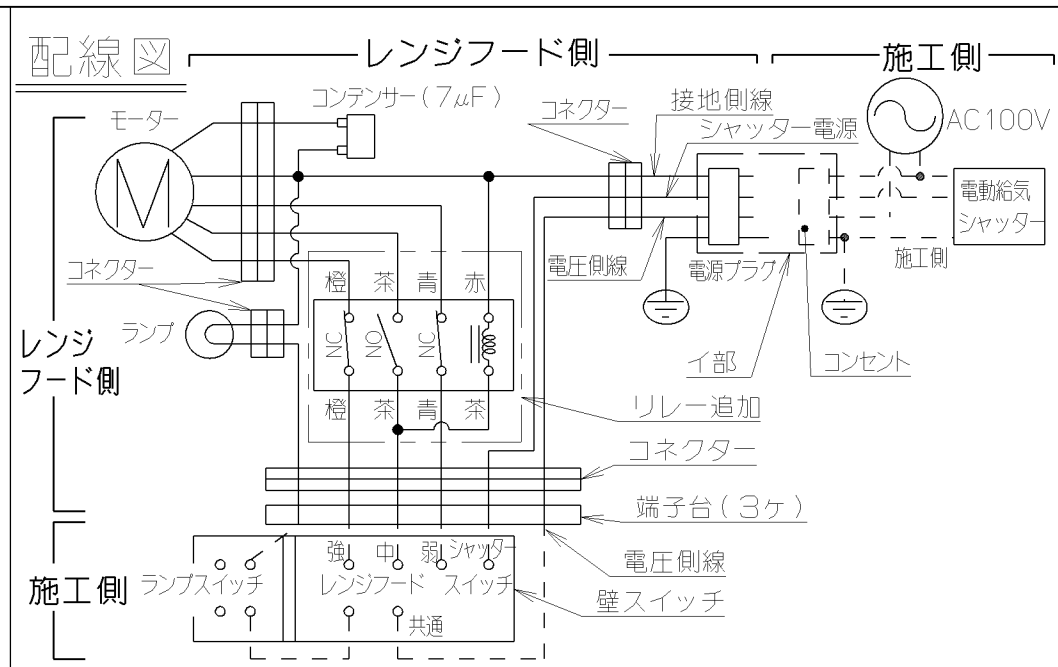 配線図
レンジフード側
施工側
モーター
コンデンサー(7μF)
コネクター
接地側線
シャッター電源
AC100V
M
電動給気
シャッター
施工側
電圧側線
電源プラグ
コネクター
橙 茶 青 赤
ランプ
NC NO NC
イ部
コンセント
レンジ
フード側
橙 茶 青 茶
リレー追加
コネクター
端子台(3ケ)
強 中 弱 シャッター
電圧側線
ランプスイッチ
レンジフード スイッチ
施工側
壁スイッチ
共通